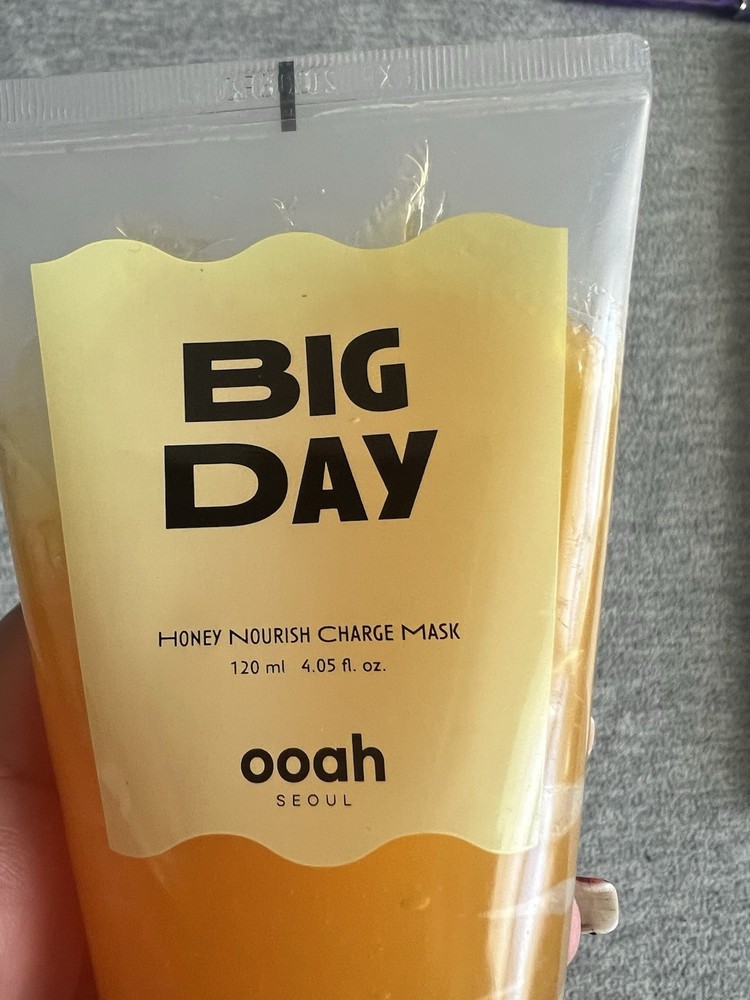 BIG
DAY
HONEY NOURISH CHARGE MASK
120 ml 4.05 fl. oz.
ooah
SEOUL